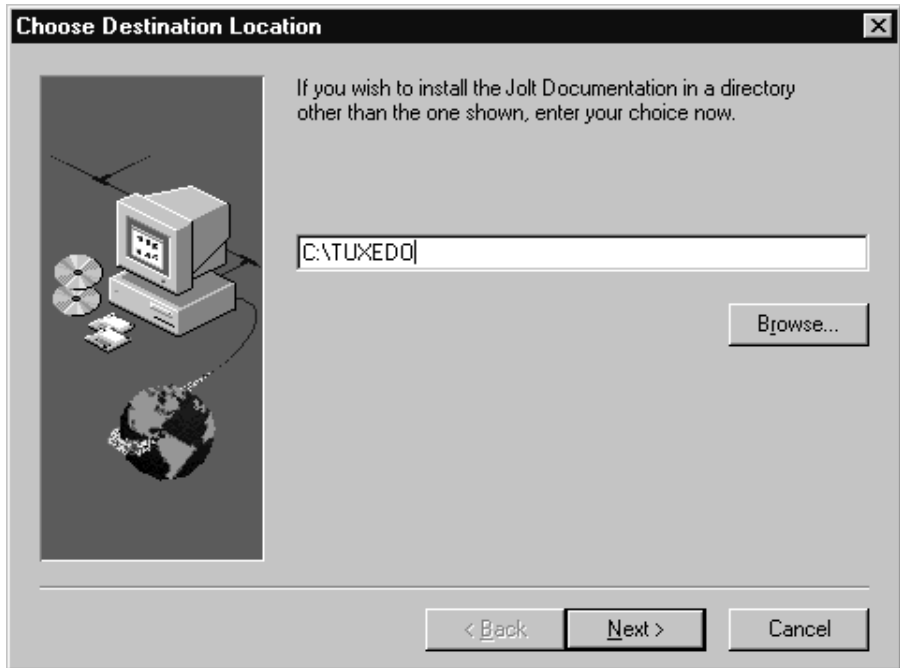 Choose Destination Location
If you wish to install the Jolt Documentation in a directory
other than the one shown, enter your choice now.
C:\TUXEDO
Browse...
< Back
Next >
Cancel